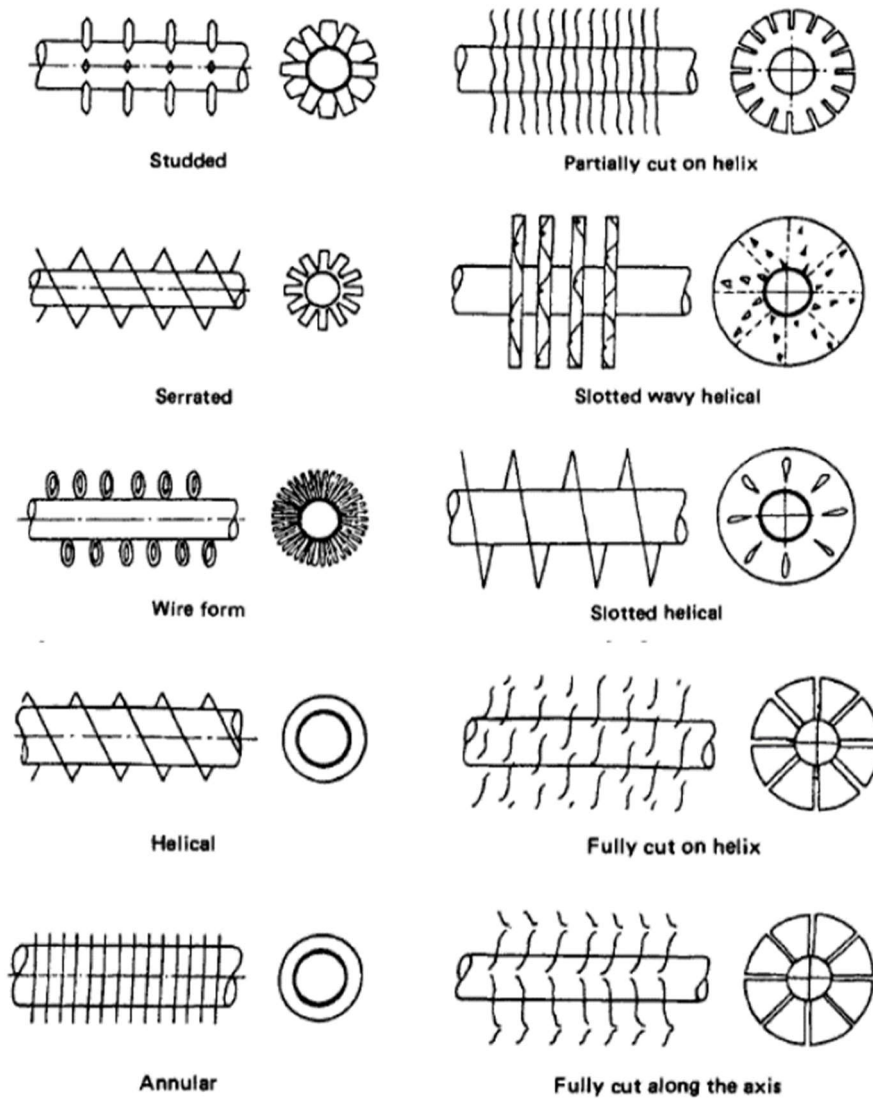 Studded
Partially cut on helix
Serrated
Slotted wavy helical
Wire form
Slotted helical
Helical
Fully cut on helix
Annular
Fully cut along the axis